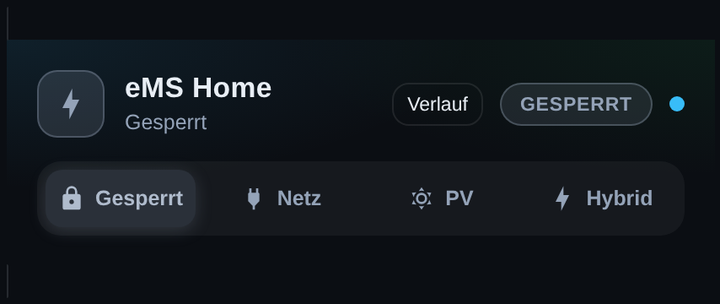 eMS Home
Gesperrt
Verlauf
GESPERRT
Gesperrt
Netz
PV
Hybrid